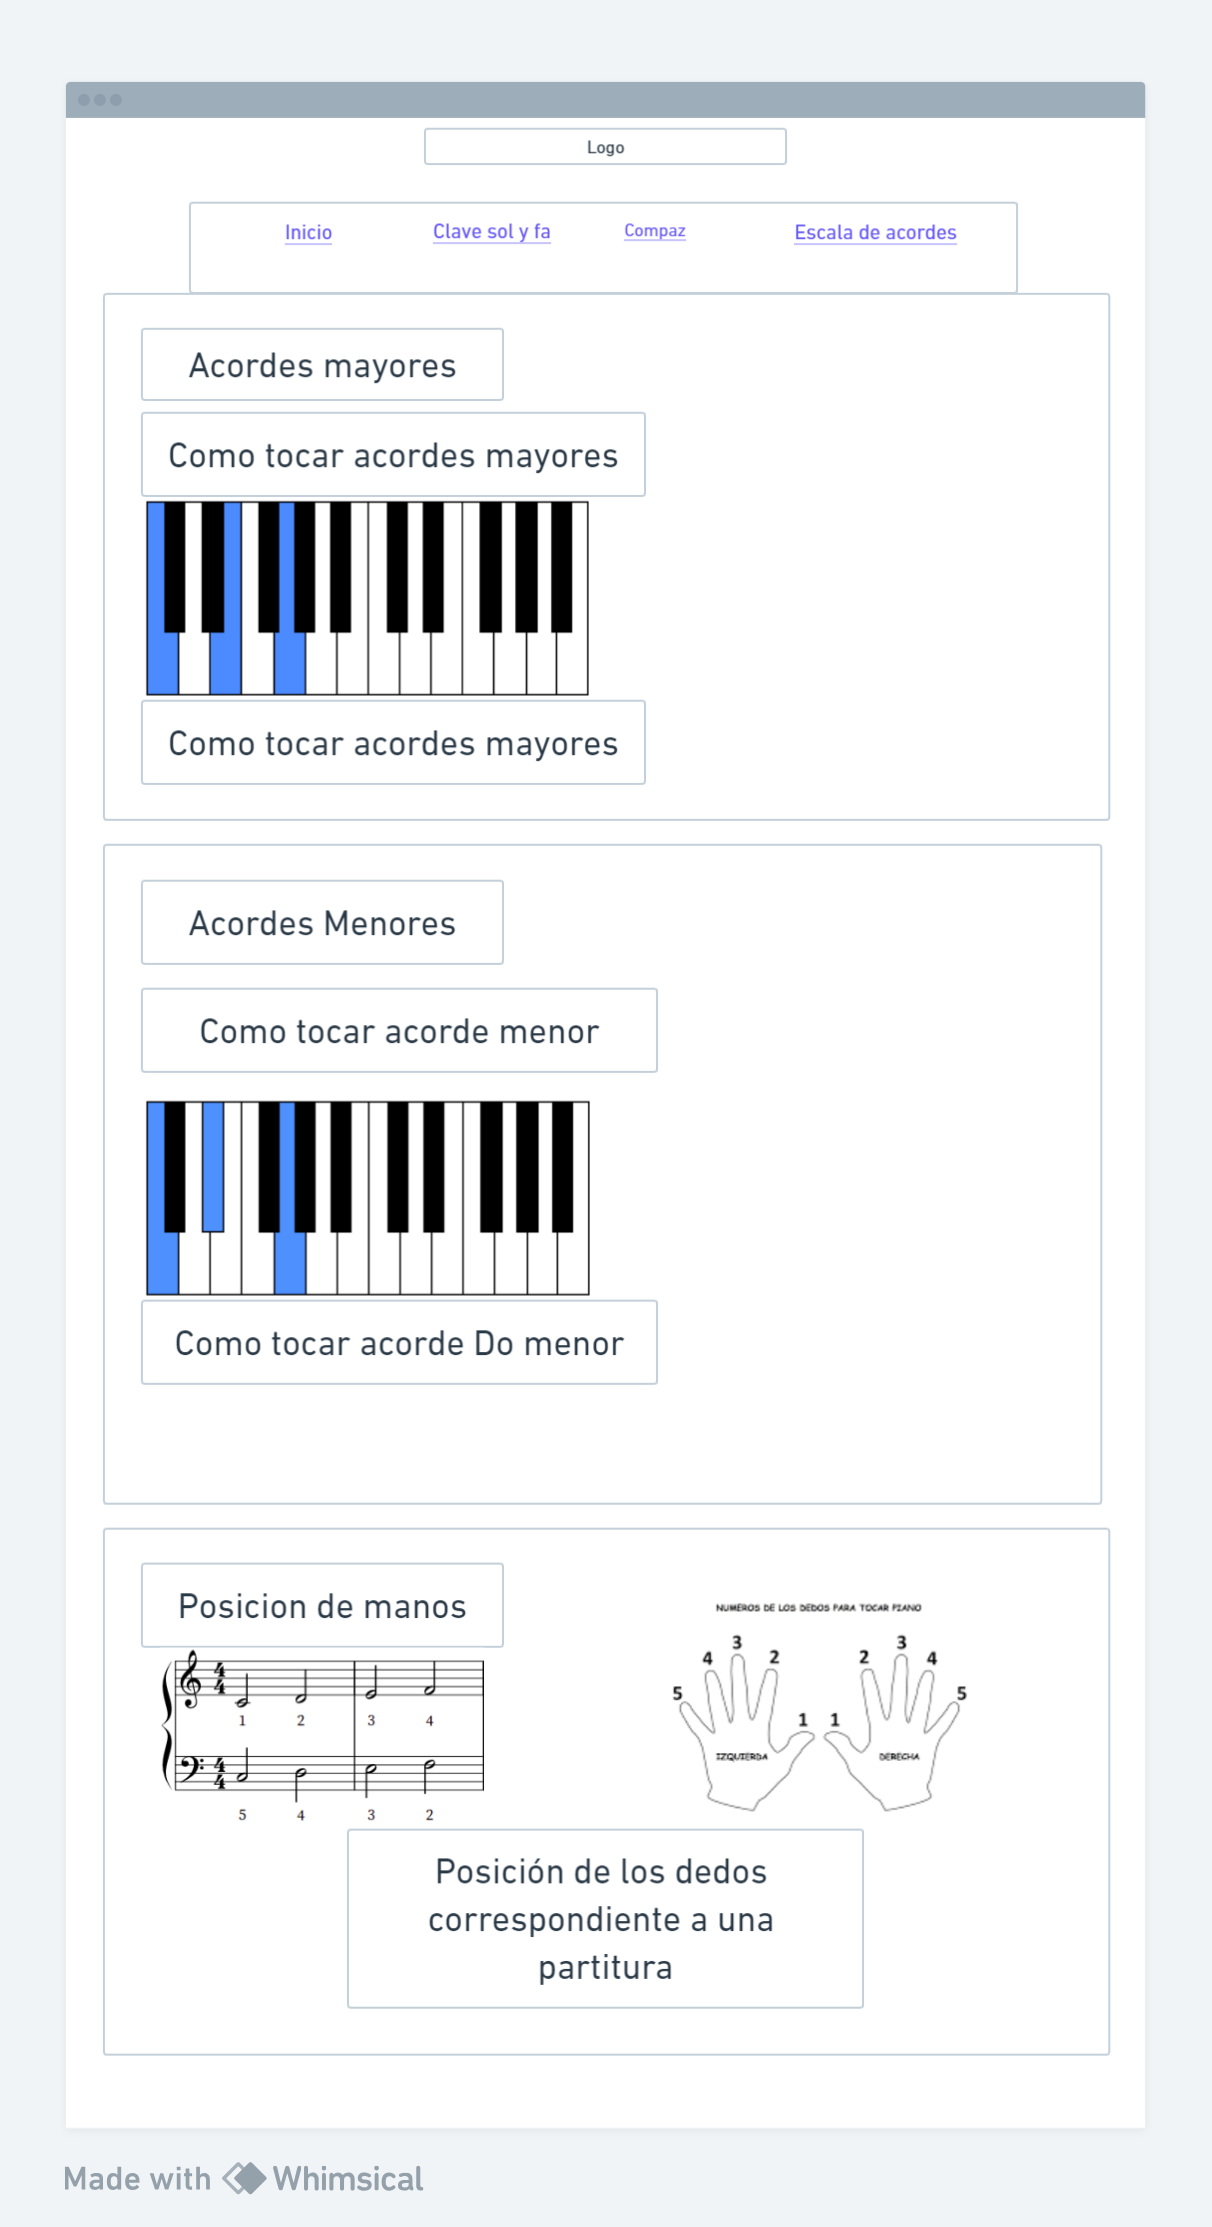 Logo
Inicio Clave sol y fa Compaz Escala de acordes
Acordes mayores
Como tocar acordes mayores
Como tocar acordes mayores
Acordes Menores
Como tocar acorde menor
Como tocar acorde Do menor
Posicion de manos
4 4
1 2 3 4
4 4
5 4 3 2
NUMEROS DE LOS DEDOS PARA TOCAR PIANO
5 4 3 2 1 1 2 3 4 5
IZQUIERDA DERECHA
Posición de los dedos
correspondiente a una
partitura
Made with Whimsical